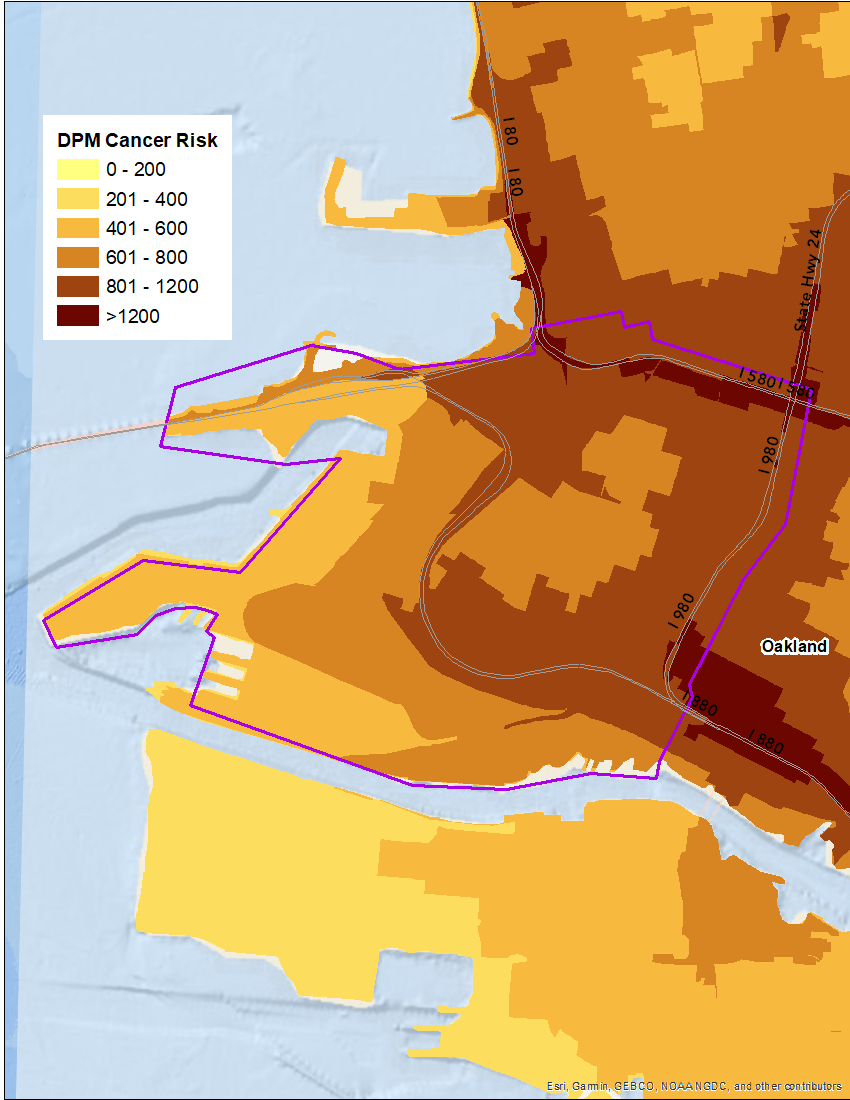 I 80
DPM Cancer Risk
0 - 200
I 80
201 - 400
401 - 600
601 - 800
801 - 1200
>1200
State Hwy 24
I 580
I 580
I 980
I 980
Oakland
I 880
I 880
Esri, Garmin, GEBCO, NOAA NGDC, and other contributors